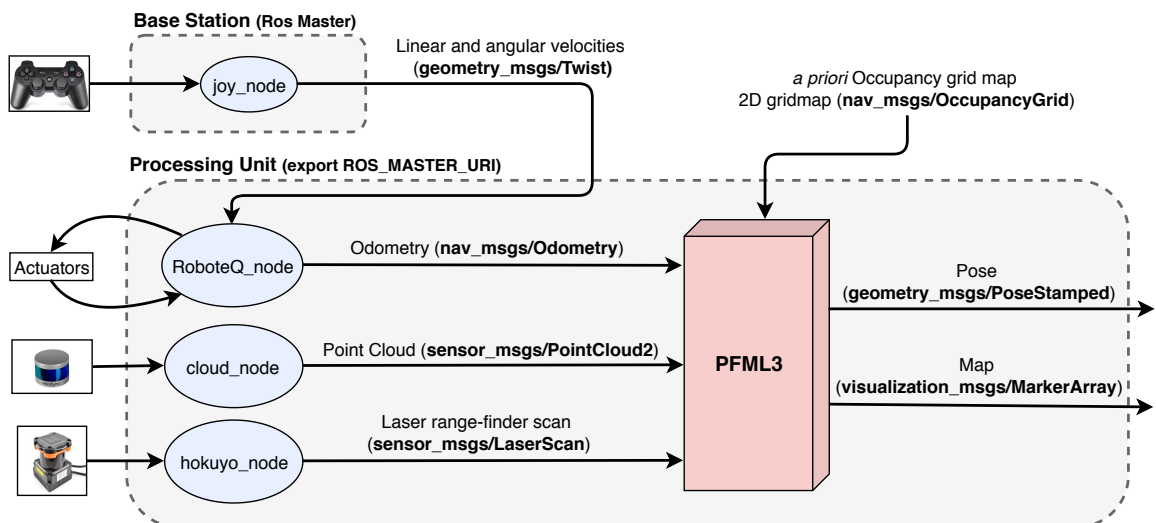 Base Station (Ros Master)
joy_node
Linear and angular velocities
(geometry_msgs/Twist)
a priori Occupancy grid map
2D gridmap (nav_msgs/OccupancyGrid)
Processing Unit (export ROS_MASTER_URI)
Actuators
RoboteQ_node
Odometry (nav_msgs/Odometry)
cloud_node
Point Cloud (sensor_msgs/PointCloud2)
hokuyo_node
Laser range-finder scan
(sensor_msgs/LaserScan)
PFML3
Pose
(geometry_msgs/PoseStamped)
Map
(visualization_msgs/MarkerArray)